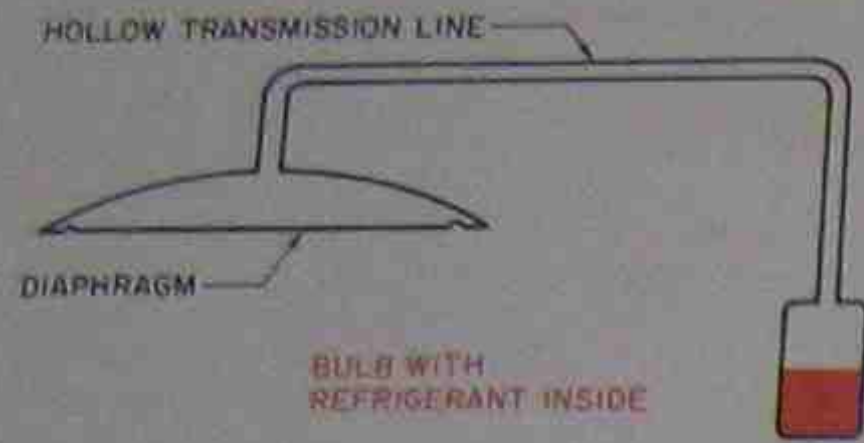 HOLLOW TRANSMISSION LINE
DIAPHRAGM
BULB WITH
REFRIGERANT INSIDE